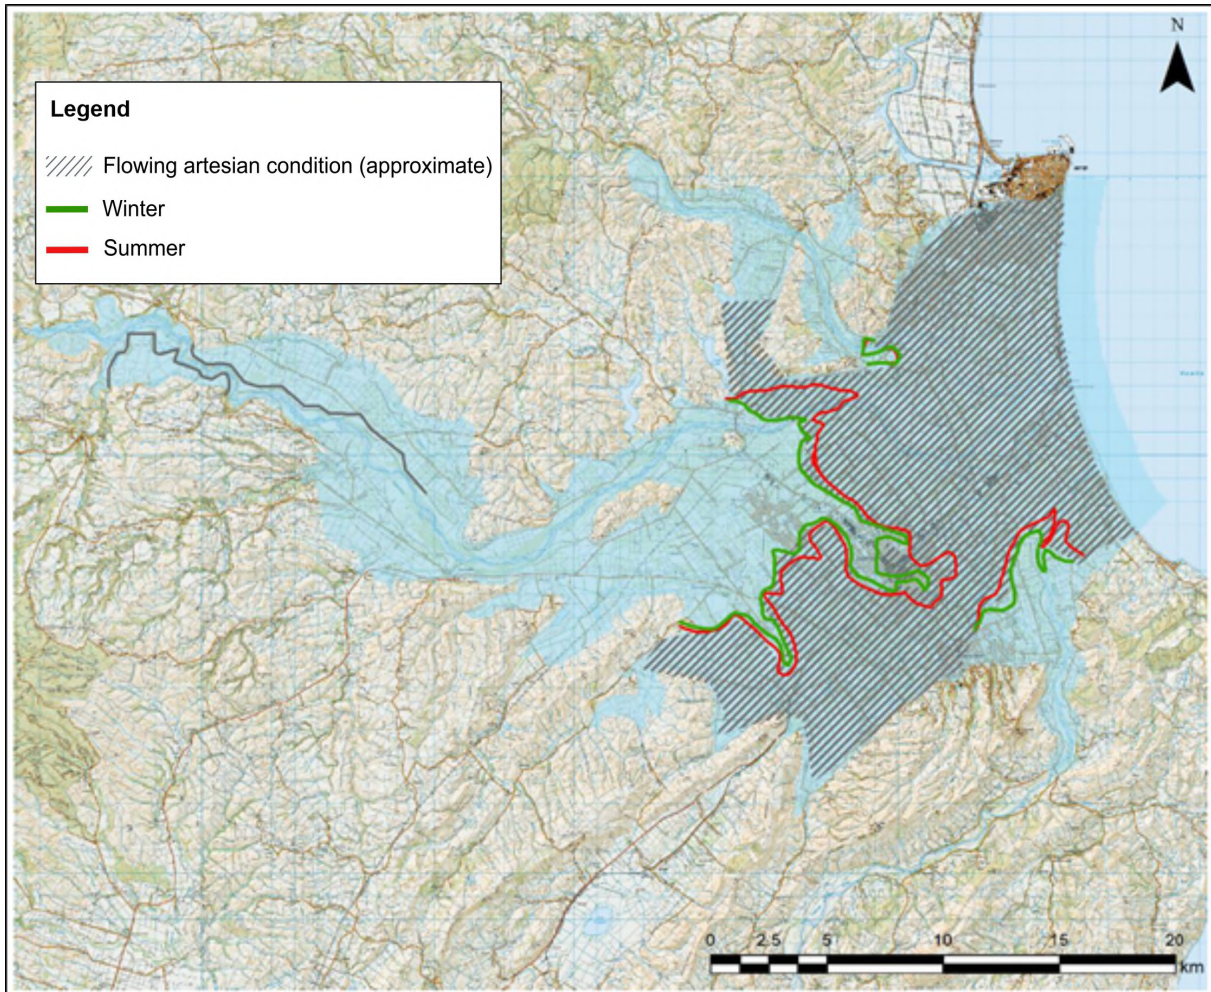 N
Legend
Flowing artesian condition (approximate)
Winter
Summer
0 2.5 5 10 15 20
km